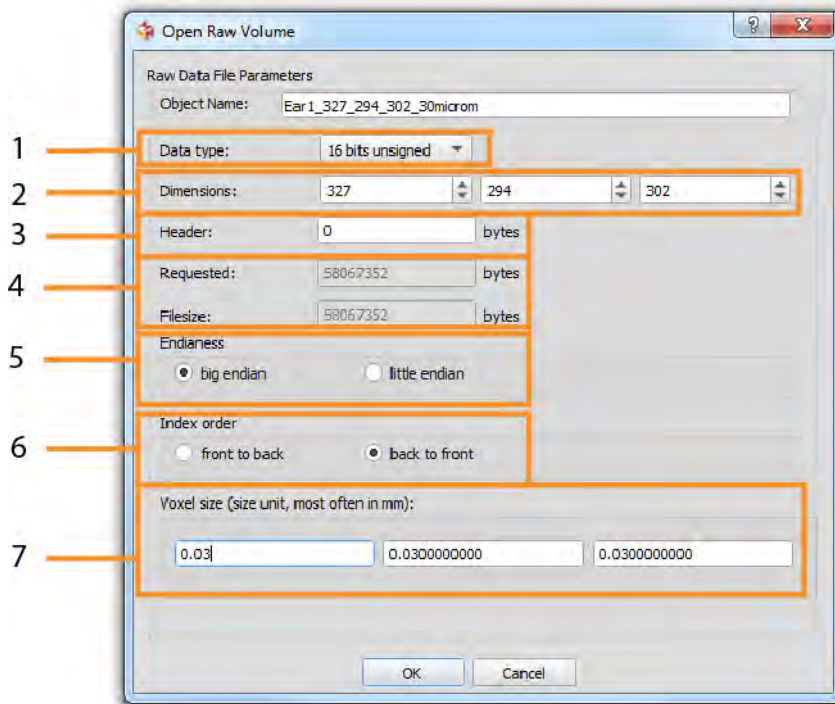 Open Raw Volume
Raw Data File Parameters
Object Name: Ear1_327_294_302_30microm
1 Data type: 16 bits unsigned
2 Dimensions: 327 294 302
3 Header: 0 bytes
4 Requested: 58067352 bytes
Filesize: 58067352 bytes
5 Endianess
big endian little endian
6 Index order
front to back back to front
7 Voxel size (size unit, most often in mm):
0.03 0.0300000000 0.0300000000
OK Cancel